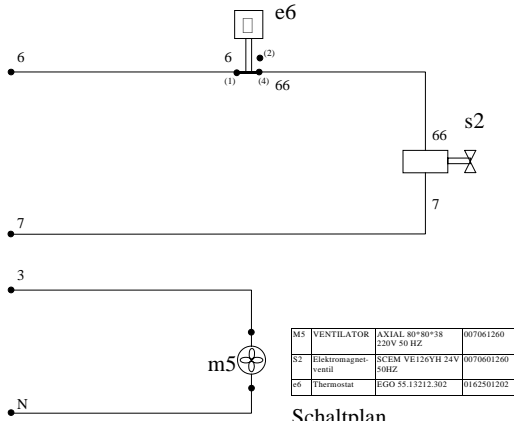 e6
6
6
(2)
(1)
(4)
66
s2
66
7
7
3
m5
N
M5 VENTILATOR AXIAL 80*80*38 220V 50 HZ 007061260
S2 Elektromagnet-ventil SCEM VE126YH 24V 50HZ 0070601260
e6 Thermostat EGO 55.13212.302 0162501202
Schaltplan